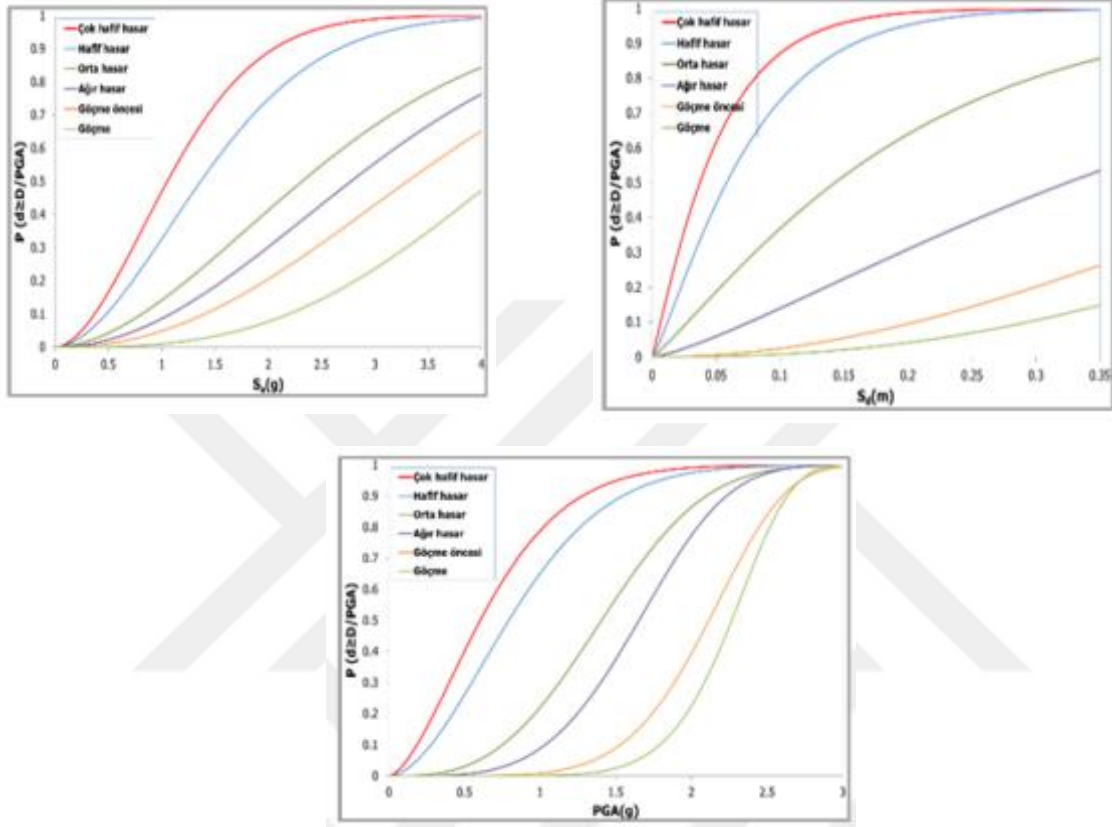 Çok hafif hasar
Hafif hasar
Orta hasar
Ağır hasar
Göçme öncesi
Göçme
P (d≥D/PGA)
1
0.9
0.8
0.7
0.6
0.5
0.4
0.3
0.2
0.1
0
0 0.5 1 1.5 2 2.5 3 3.5 4
Sₐ(g)
Çok hafif hasar
Hafif hasar
Orta hasar
Ağır hasar
Göçme öncesi
Göçme
P (d≥D/PGA)
1
0.9
0.8
0.7
0.6
0.5
0.4
0.3
0.2
0.1
0
0 0.05 0.1 0.15 0.2 0.25 0.3 0.35
S_d(m)
Çok hafif hasar
Hafif hasar
Orta hasar
Ağır hasar
Göçme öncesi
Göçme
P (d≥D/PGA)
1
0.9
0.8
0.7
0.6
0.5
0.4
0.3
0.2
0.1
0
0 0.5 1 1.5 2 2.5 3
PGA(g)